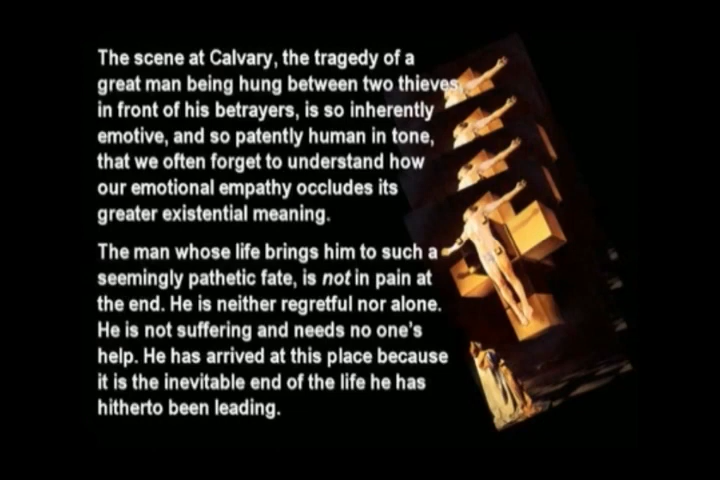 The scene at Calvary, the tragedy of a
great man being hung between two thieves
in front of his betrayers, is so inherently
emotive, and so patently human in tone,
that we often forget to understand how
our emotional empathy occludes its
greater existential meaning.
The man whose life brings him to such a
seemingly pathetic fate, is not in pain at
the end. He is neither regretful nor alone.
He is not suffering and needs no one's
help. He has arrived at this place because
it is the inevitable end of the life he has
hitherto been leading.